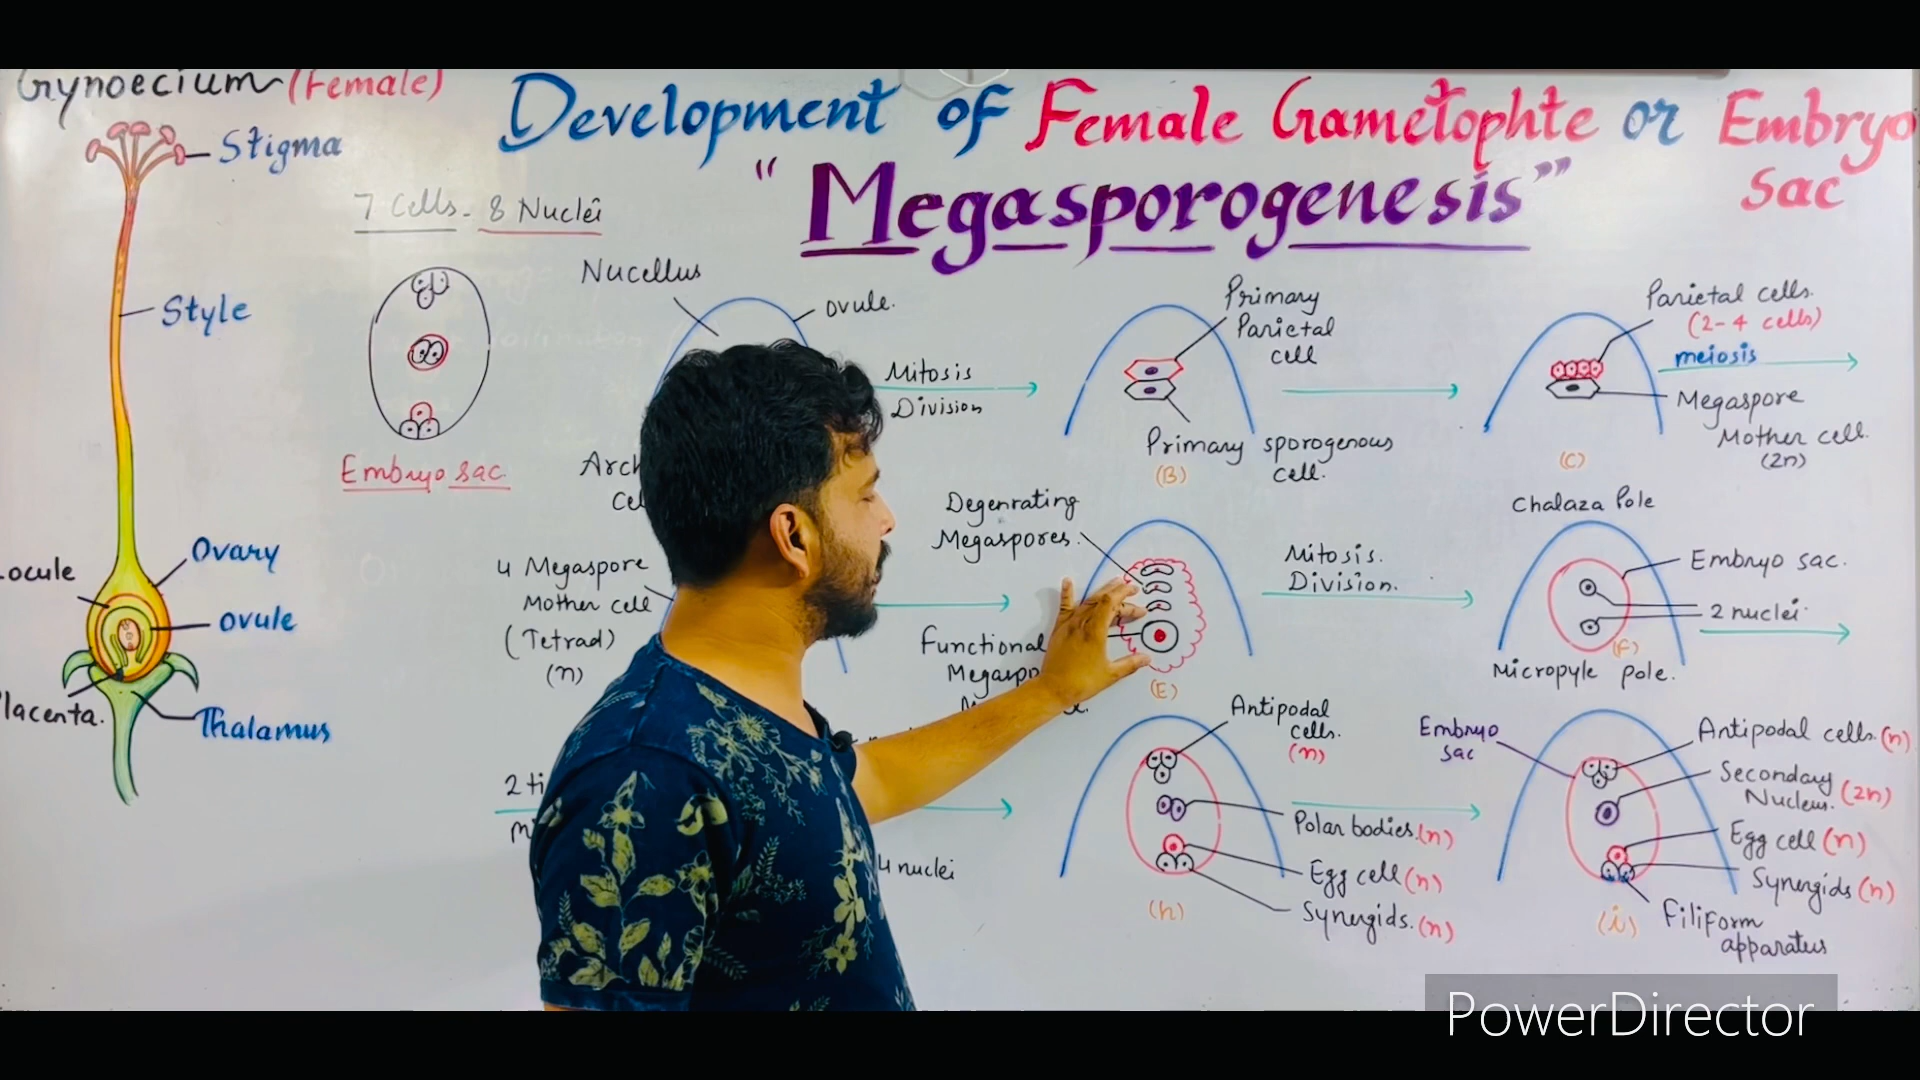 Gynoecium (Female)
Development of Female Gametophte or Embryo
Sac
"Megasporogenesis"
Stigma
Style
Ovary
ovule
Thalamus
7 Cells - 8 Nuclei
Embryo sac
Nucellus
ovule.
Mitosis
Division
Primary
Parietal
cell
Primary sporogenous
cell.
(B)
Parietal cells.
(2-4 cells)
meiosis
Megaspore
Mother cell.
(2n)
(C)
4 Megaspore
Mother cell
(Tetrad)
(n)
Degenrating
Megaspores.
Functional
(E)
Mitosis.
Division.
Chalaza Pole
Embryo sac.
2 nuclei
(F)
Micropyle pole.
4 nuclei
Antipodal
cells.
(n)
Polar bodies. (n)
Egg cell (n)
Synergids. (n)
(h)
Embryo
sac
Antipodal cells. (n)
Secondary
Nucleus. (2n)
Egg cell (n)
Synergids (n)
Filiform
apparatus
(i)
PowerDirector